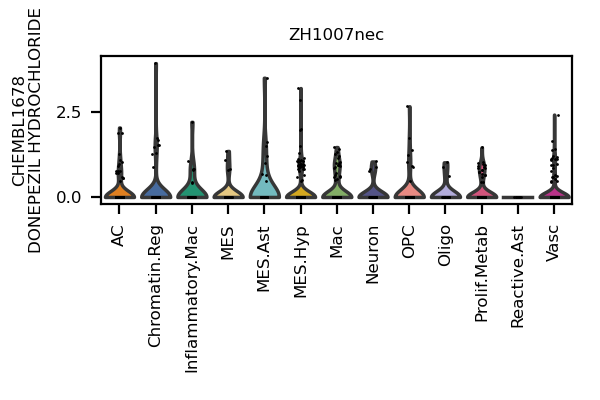 ZH1007nec
CHEMBL1678
DONEPEZIL HYDROCHLORIDE
2.5
0.0
AC
Chromatin.Reg
Inflammatory.Mac
MES
MES.Ast
MES.Hyp
Mac
Neuron
OPC
Oligo
Prolif.Metab
Reactive.Ast
Vasc